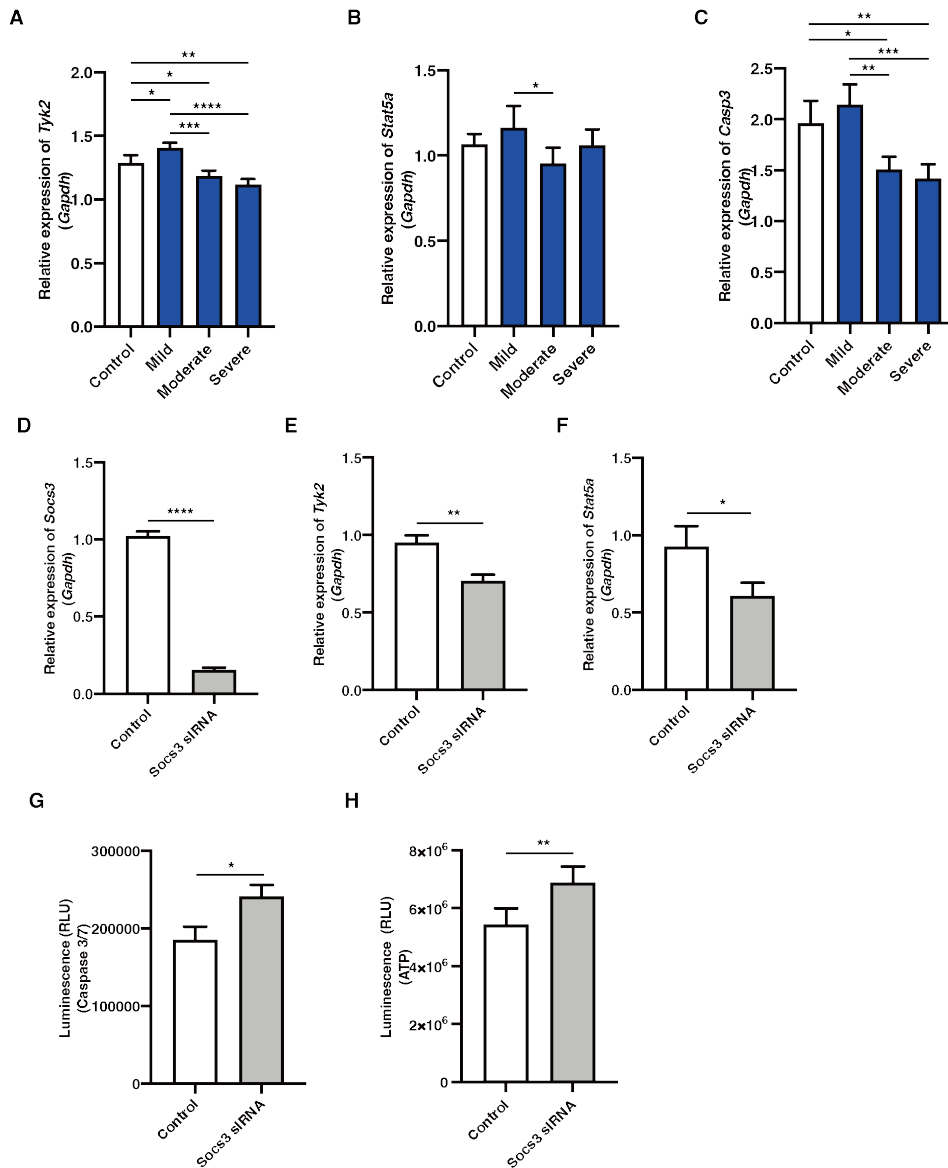 A
B
C
Relative expression of Tyk2
(Gapdh)
2.0
1.5
1.0
0.5
0.0
**
*
*
****
***
Control
Mild
Moderate
Severe
Relative expression of Stat5a
(Gapdh)
1.5
1.0
0.5
0.0
*
Control
Mild
Moderate
Severe
Relative expression of Casp3
(Gapdh)
2.5
2.0
1.5
1.0
0.5
0.0
**
*
***
**
Control
Mild
Moderate
Severe
D
E
F
Relative expression of Socs3
(Gapdh)
1.5
1.0
0.5
0.0
****
Control
Socs3 siRNA
Relative expression of Tyk2
(Gapdh)
1.5
1.0
0.5
0.0
**
Control
Socs3 siRNA
Relative expression of Stat5a
(Gapdh)
1.5
1.0
0.5
0.0
*
Control
Socs3 siRNA
G
H
Luminescence (RLU)
(Caspase 3/7)
300000
200000
100000
0
*
Control
Socs3 siRNA
Luminescence (RLU)
(ATP)
8×10⁶
6×10⁶
4×10⁶
2×10⁶
0
**
Control
Socs3 siRNA